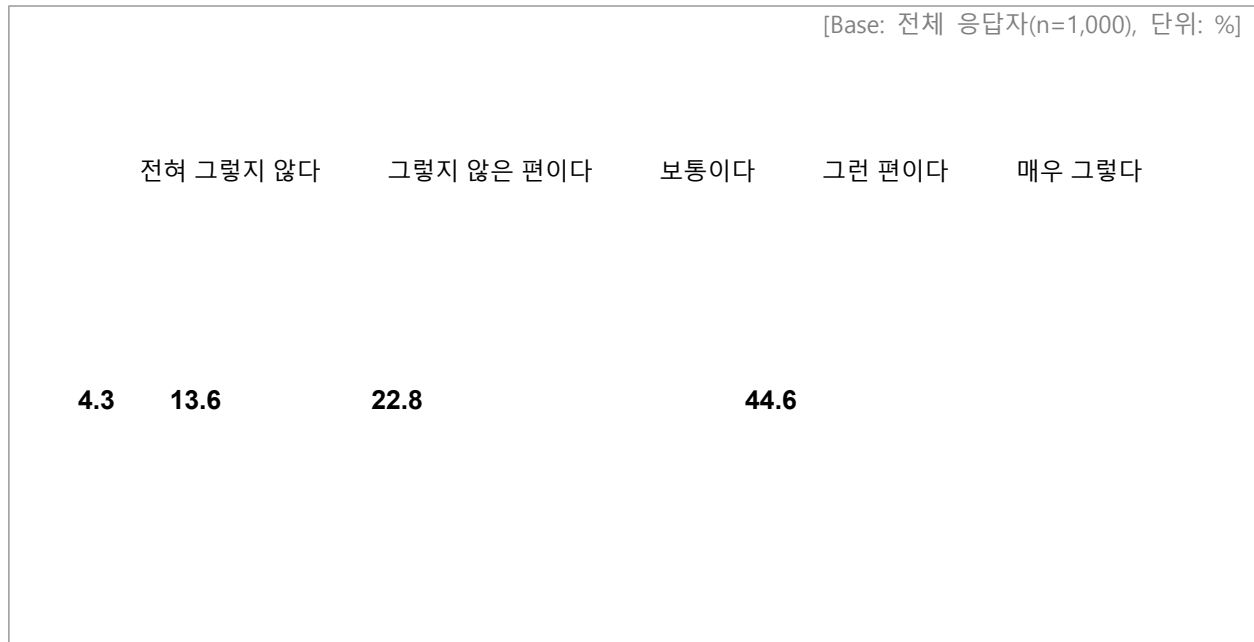 [Base: 전체 응답자(n=1,000), 단위: %]
전혀 그렇지 않다 그렇지 않은 편이다 보통이다 그런 편이다 매우 그렇다
4.3 13.6 22.8 44.6